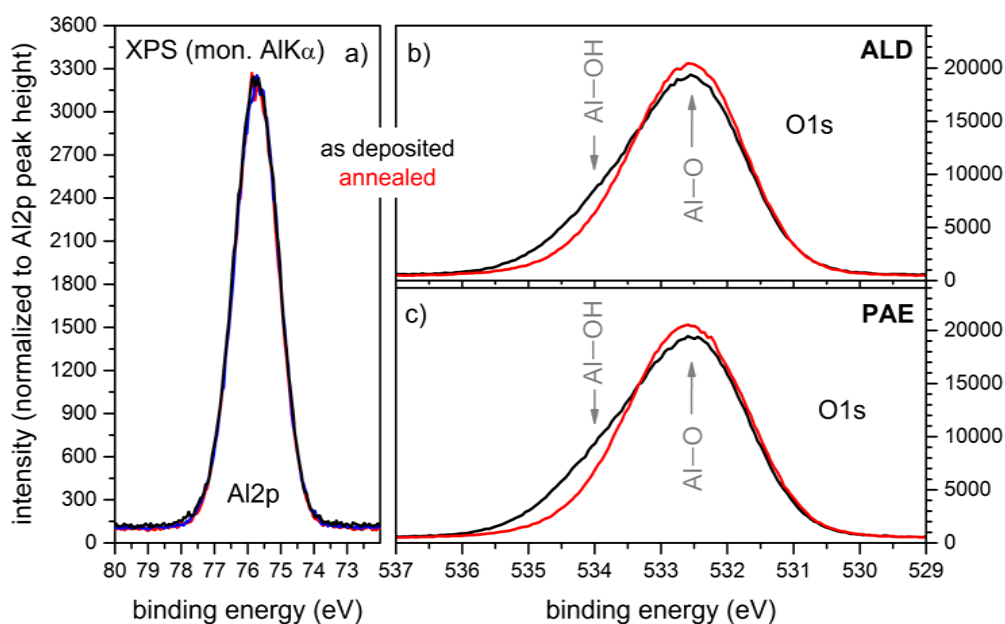 XPS (mon. AlKα) a)
as deposited
annealed
Al2p
intensity (normalized to Al2p peak height)
3600
3300
3000
2700
2400
2100
1800
1500
1200
900
600
300
0
80 79 78 77 76 75 74 73
binding energy (eV)
b) ALD
Al–OH
Al–O
O1s
20000
15000
10000
5000
0
c) PAE
Al–OH
Al–O
O1s
20000
15000
10000
5000
0
537 536 535 534 533 532 531 530 529
binding energy (eV)